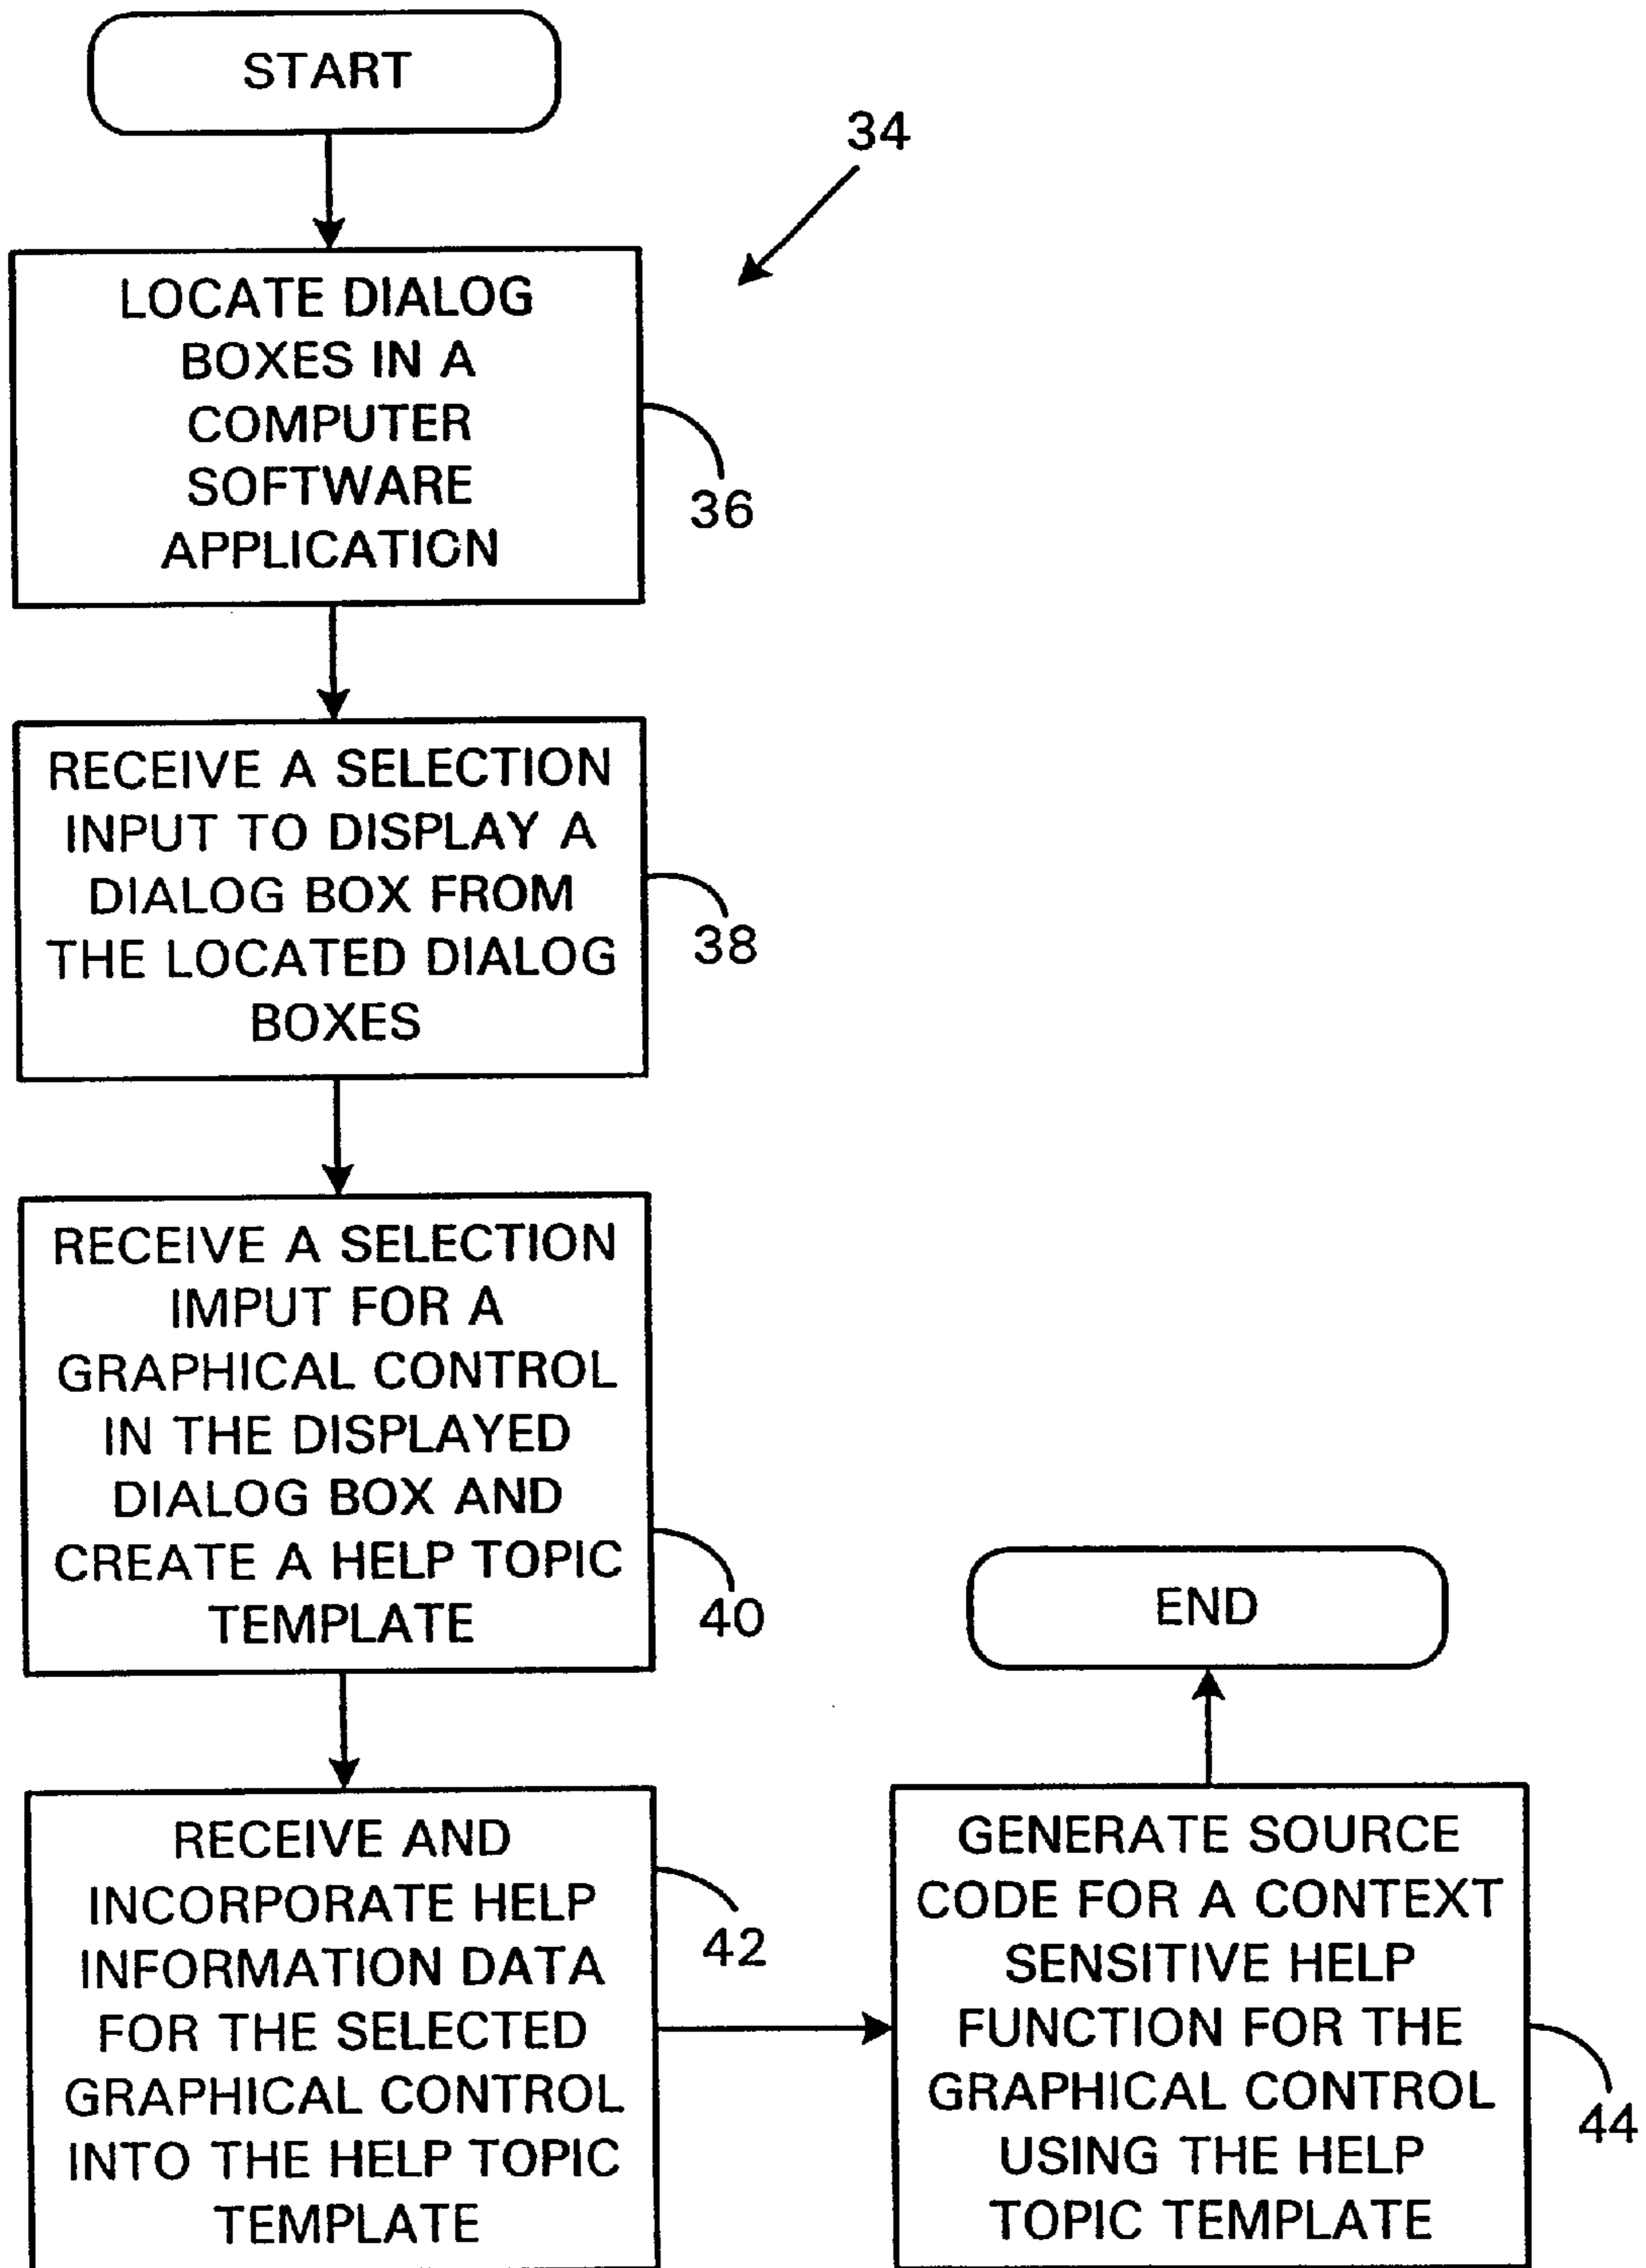 START
34
LOCATE DIALOG
BOXES IN A
COMPUTER
SOFTWARE
APPLICATION
36
RECEIVE A SELECTION
INPUT TO DISPLAY A
DIALOG BOX FROM
THE LOCATED DIALOG
BOXES
38
RECEIVE A SELECTION
IMPUT FOR A
GRAPHICAL CONTROL
IN THE DISPLAYED
DIALOG BOX AND
CREATE A HELP TOPIC
TEMPLATE
40
RECEIVE AND
INCORPORATE HELP
INFORMATION DATA
FOR THE SELECTED
GRAPHICAL CONTROL
INTO THE HELP TOPIC
TEMPLATE
42
GENERATE SOURCE
CODE FOR A CONTEXT
SENSITIVE HELP
FUNCTION FOR THE
GRAPHICAL CONTROL
USING THE HELP
TOPIC TEMPLATE
44
END